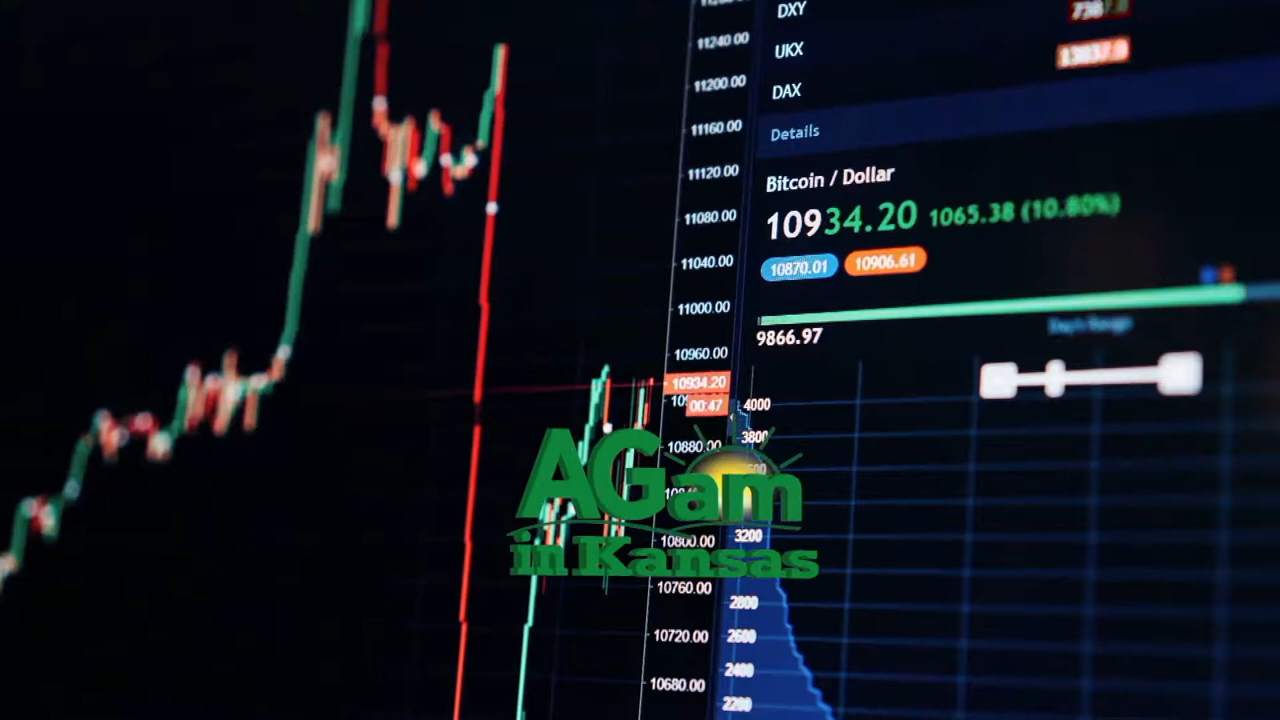 DXY
UKX
DAX
Details
Bitcoin / Dollar
10934.20 1065.38 (10.80%)
10870.01 10906.61
9866.97
Day's Range
11240.00
11200.00
11160.00
11120.00
11080.00
11040.00
11000.00
10960.00
10934.20
00:47
10880.00
10800.00
10760.00
10720.00
10680.00
4000
3800
3200
2800
2600
2400
2200
AGam
in Kansas